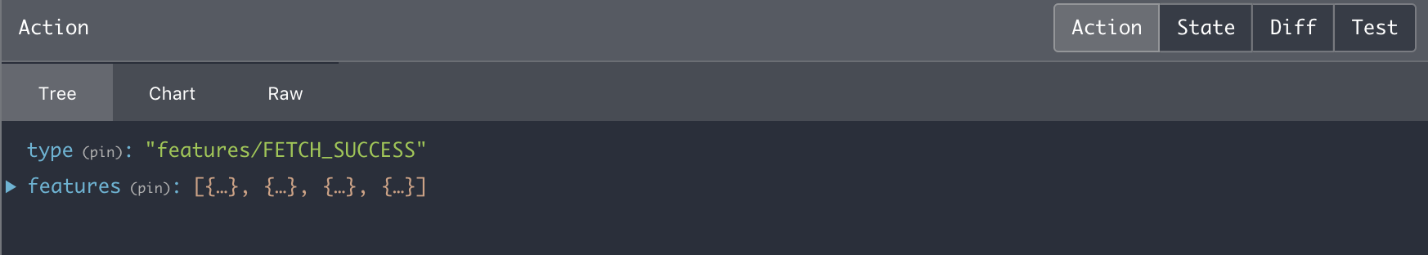 Action Action State Diff Test
Tree Chart Raw
type (pin): "features/FETCH_SUCCESS"
features (pin): [{…}, {…}, {…}, {…}]